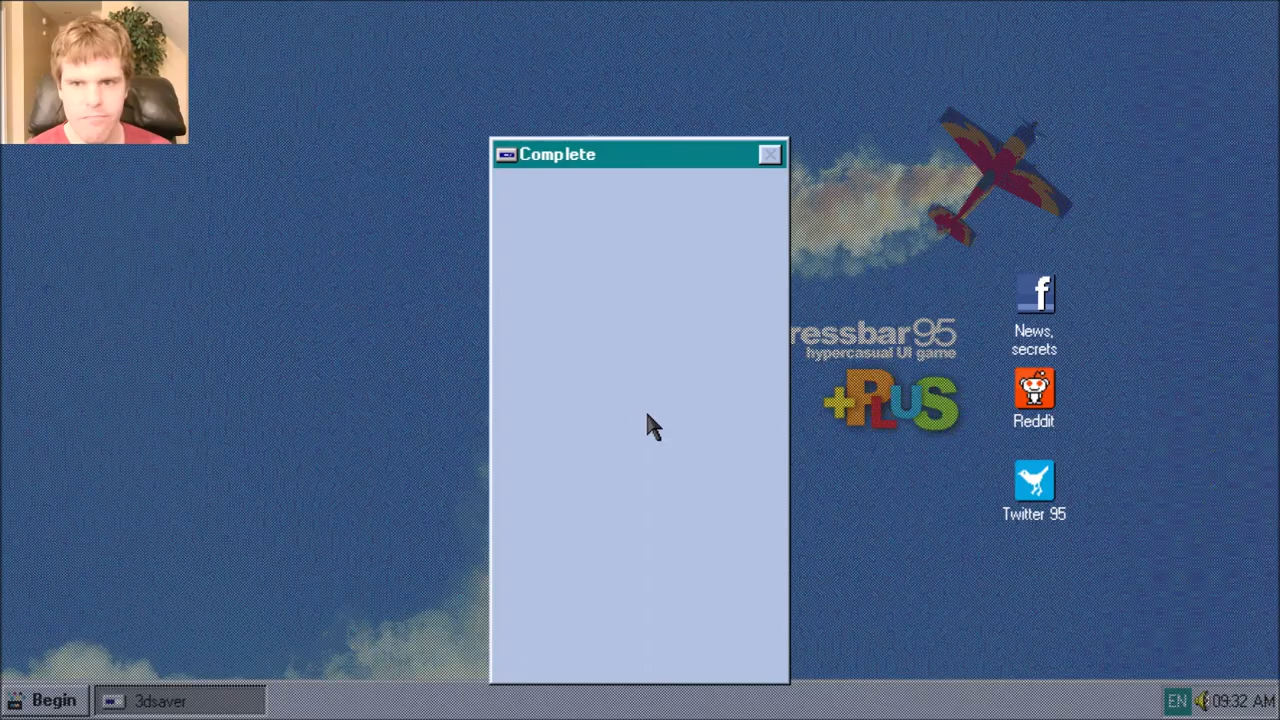 Complete
ressbar95
hypercasual UI game
+PLUS
f
News,
secrets
Reddit
Twitter 95
Begin
3dsaver
EN
09:32 AM